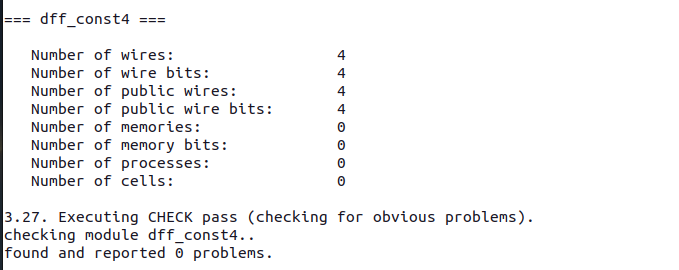 === dff_const4 ===
Number of wires: 4
Number of wire bits: 4
Number of public wires: 4
Number of public wire bits: 4
Number of memories: 0
Number of memory bits: 0
Number of processes: 0
Number of cells: 0
3.27. Executing CHECK pass (checking for obvious problems).
checking module dff_const4..
found and reported 0 problems.